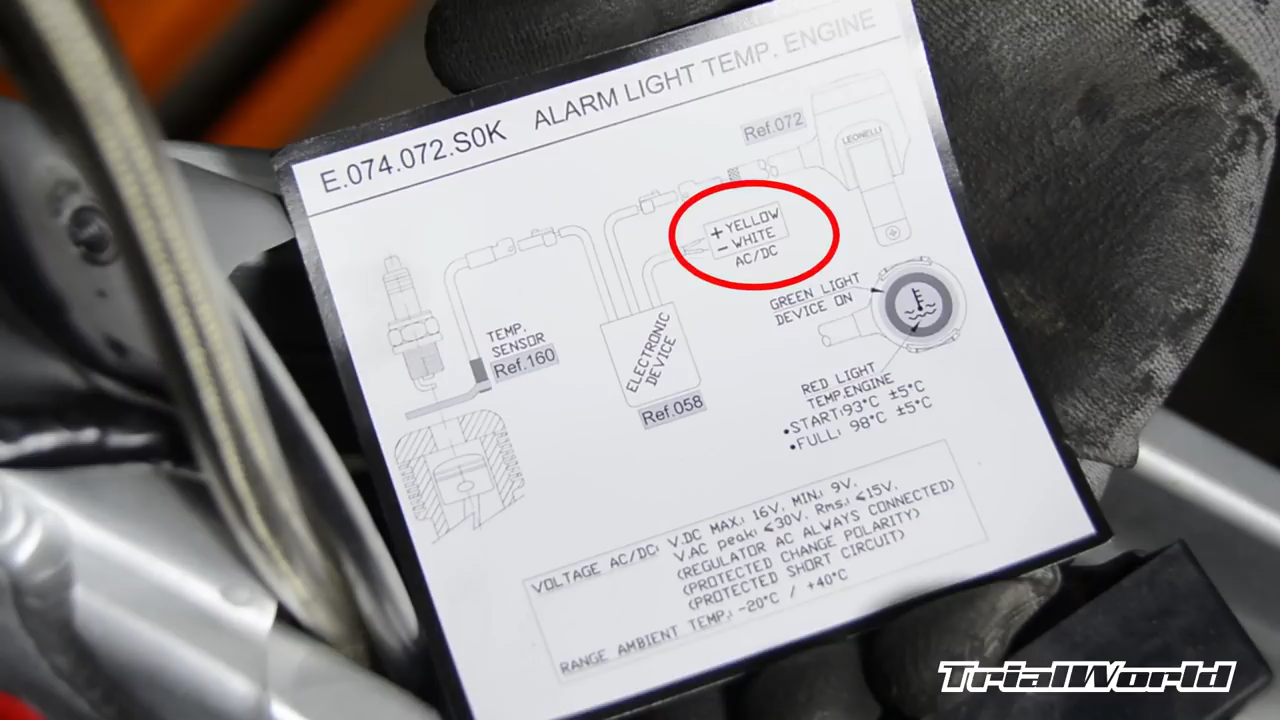 E.074.072.S0K ALARM LIGHT TEMP. ENGINE
Ref.072
LEONELLI
+ YELLOW
- WHITE
AC/DC
GREEN LIGHT
DEVICE ON
TEMP.
SENSOR
Ref.160
ELECTRONIC
DEVICE
Ref.058
RED LIGHT
TEMP.ENGINE
•START:93°C ±5°C
•FULL: 98°C ±5°C
VOLTAGE AC/DC: V.DC MAX.: 16V, MIN.: 9V.
V.AC peak: ≤30V. Rms.: ≤15V.
(REGULATOR AC ALWAYS CONNECTED)
(PROTECTED CHANGE POLARITY)
(PROTECTED SHORT CIRCUIT)
RANGE AMBIENT TEMP.: -20°C / +40°C
TrialWorld